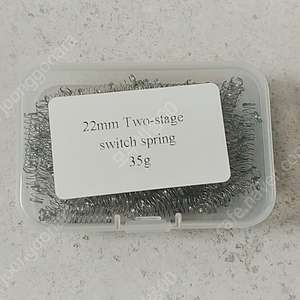 22mm Two-stage
switch spring
35g